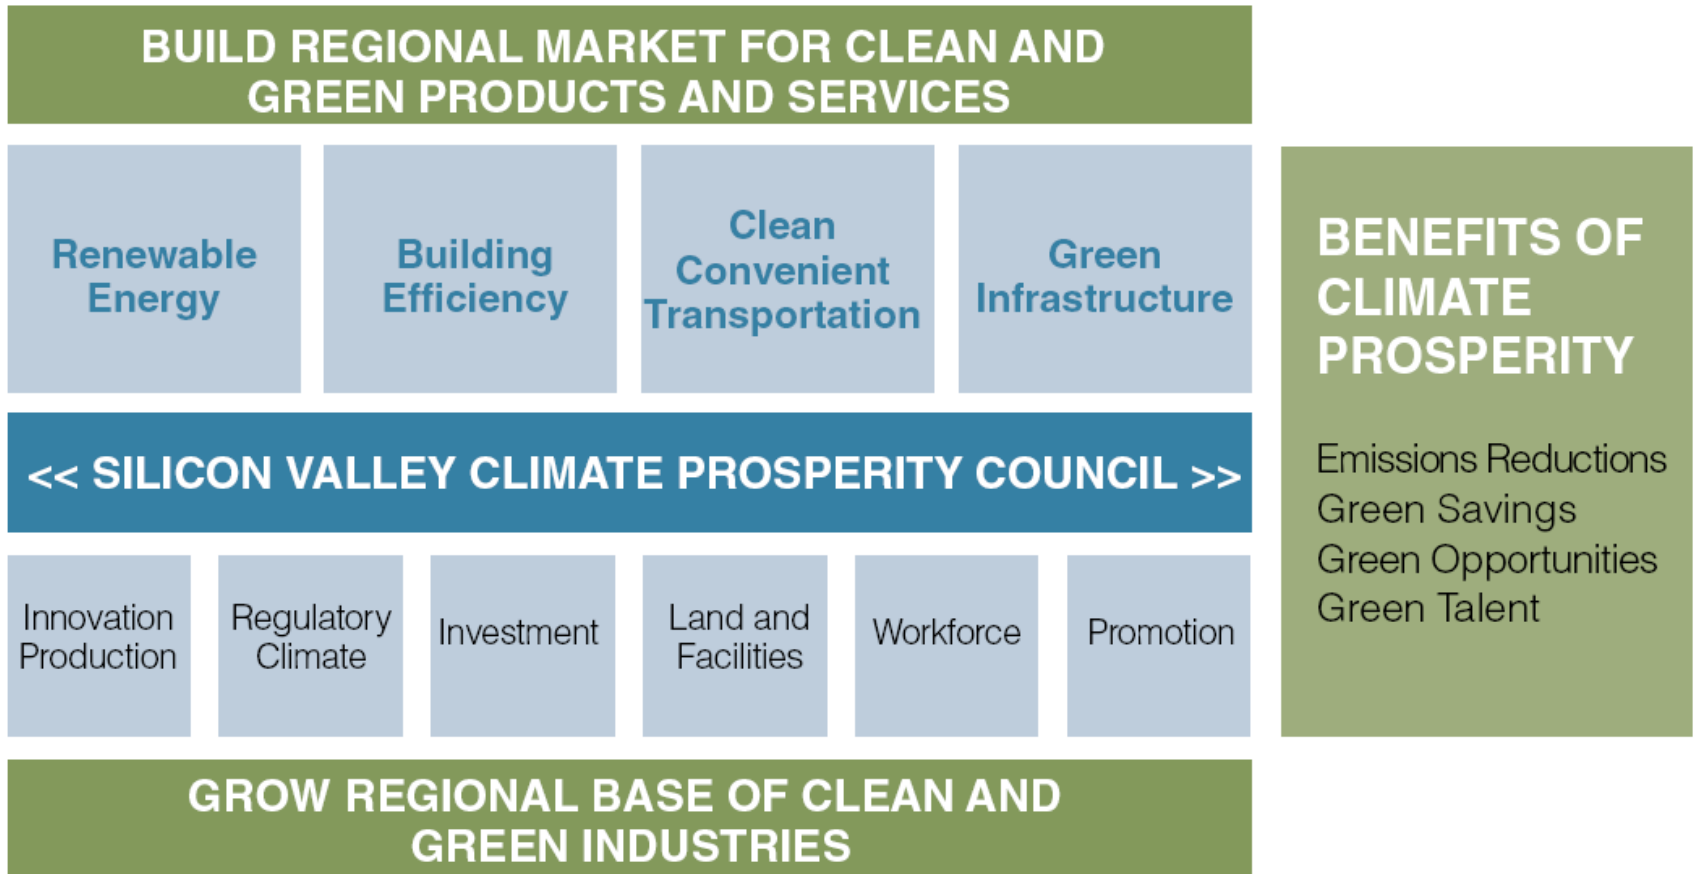 BUILD REGIONAL MARKET FOR CLEAN AND
GREEN PRODUCTS AND SERVICES
Renewable
Energy
Building
Efficiency
Clean
Convenient
Transportation
Green
Infrastructure
<< SILICON VALLEY CLIMATE PROSPERITY COUNCIL >>
Innovation
Production
Regulatory
Climate
Investment
Land and
Facilities
Workforce
Promotion
GROW REGIONAL BASE OF CLEAN AND
GREEN INDUSTRIES
BENEFITS OF
CLIMATE
PROSPERITY
Emissions Reductions
Green Savings
Green Opportunities
Green Talent